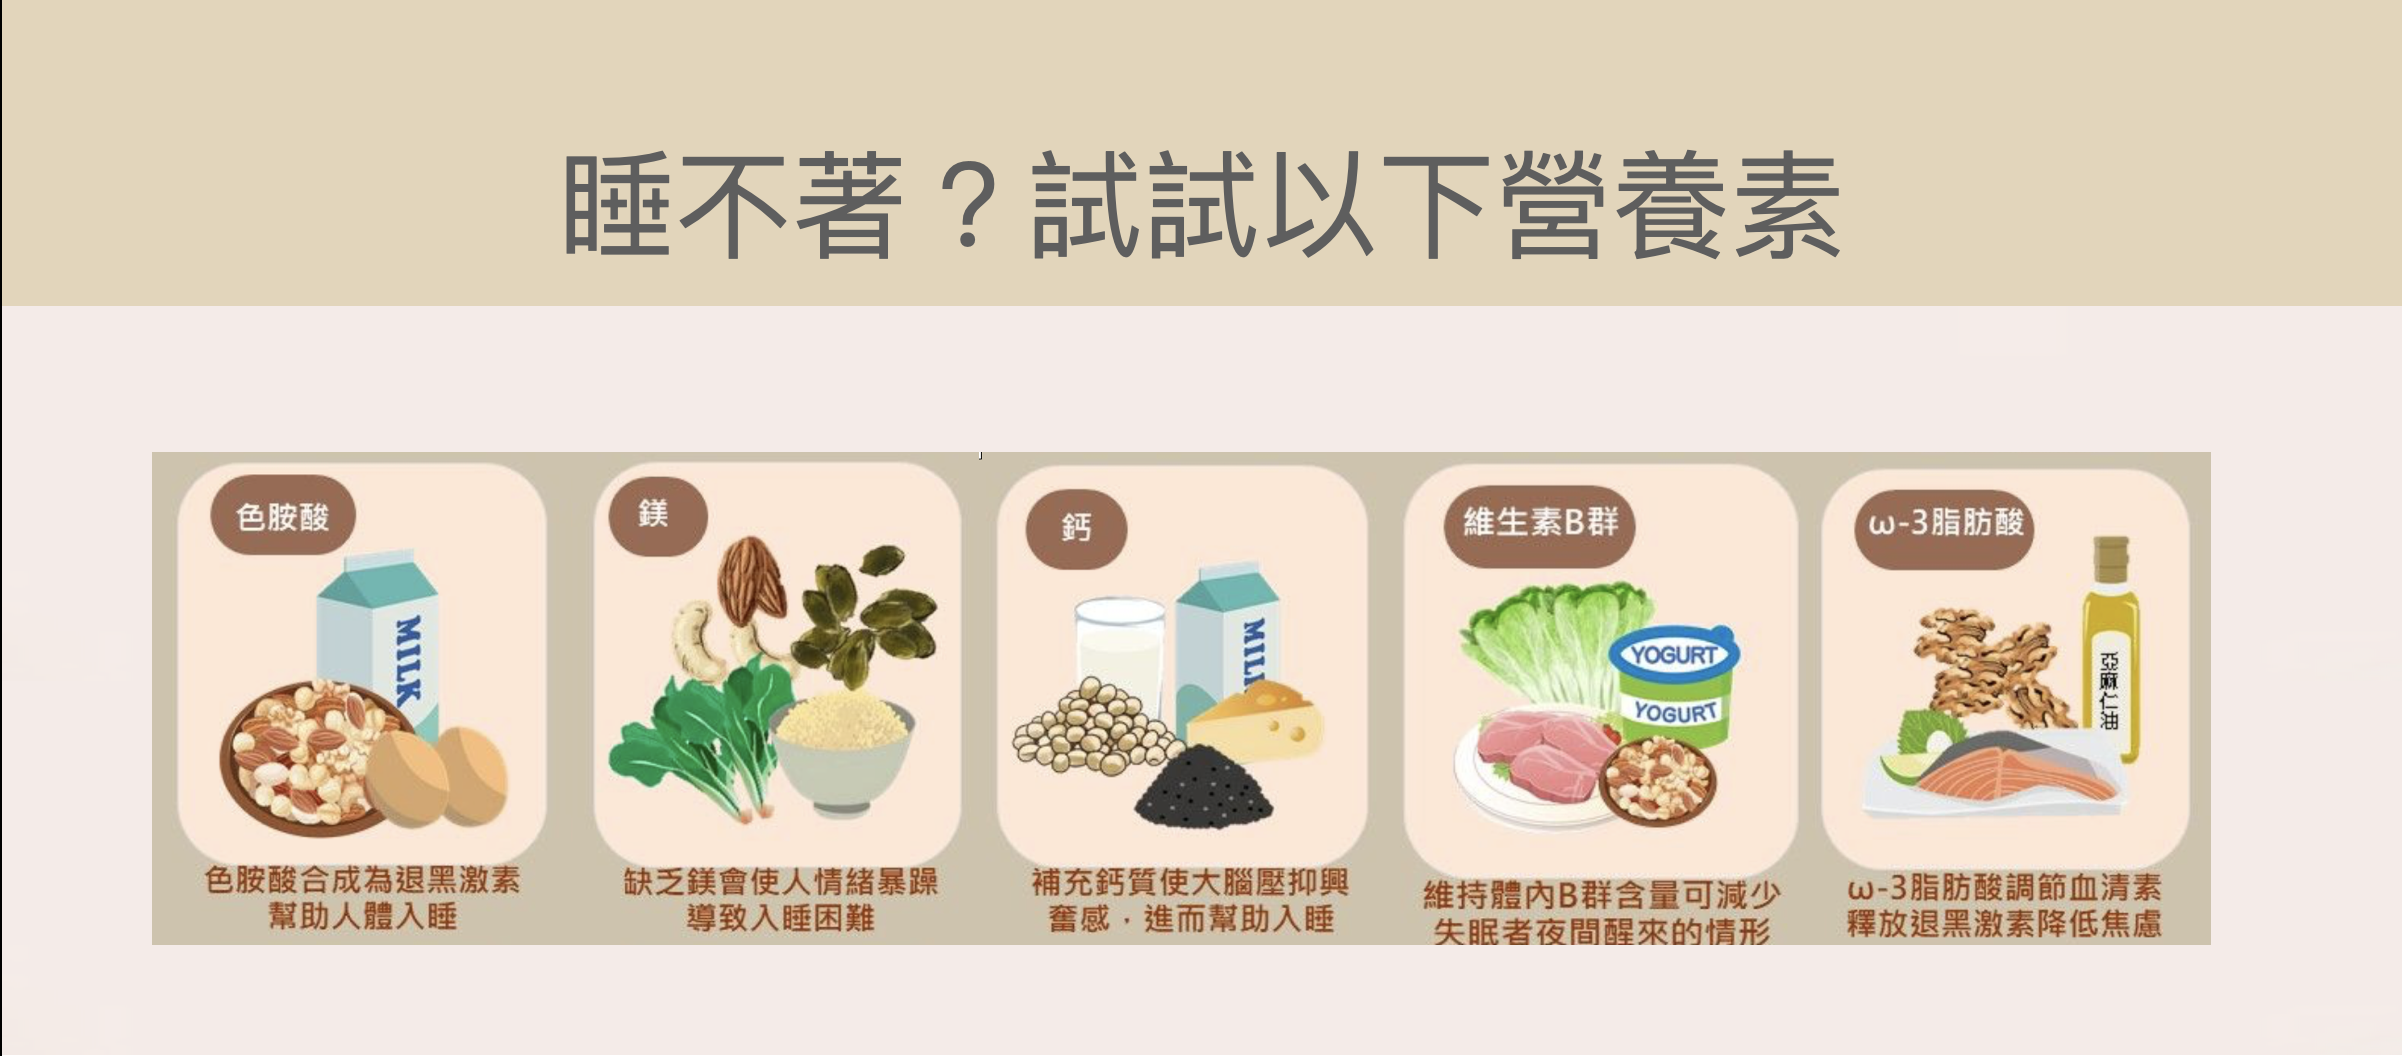 睡不著？試試以下營養素
色胺酸
MILK
色胺酸合成為退黑激素
幫助人體入睡
鎂
缺乏鎂會使人情緒暴躁
導致入睡困難
鈣
MILK
補充鈣質使大腦壓抑興
奮感，進而幫助入睡
維生素B群
YOGURT
YOGURT
維持體內B群含量可減少
失眠者夜間醒來的情形
ω-3脂肪酸
亞麻仁油
ω-3脂肪酸調節血清素
釋放退黑激素降低焦慮